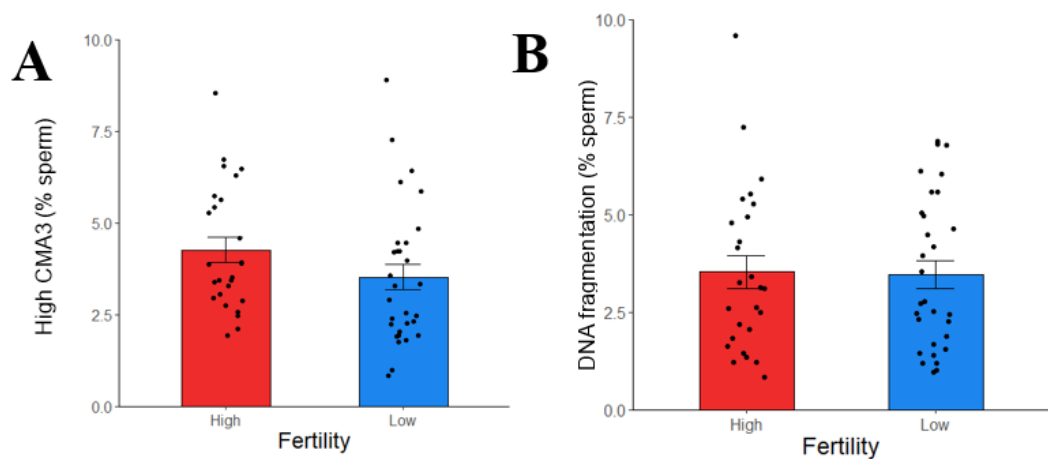 A
High CMA3 (% sperm)
10.0
7.5
5.0
2.5
0.0
High
Low
Fertility
B
DNA fragmentation (% sperm)
10.0
7.5
5.0
2.5
0.0
High
Low
Fertility